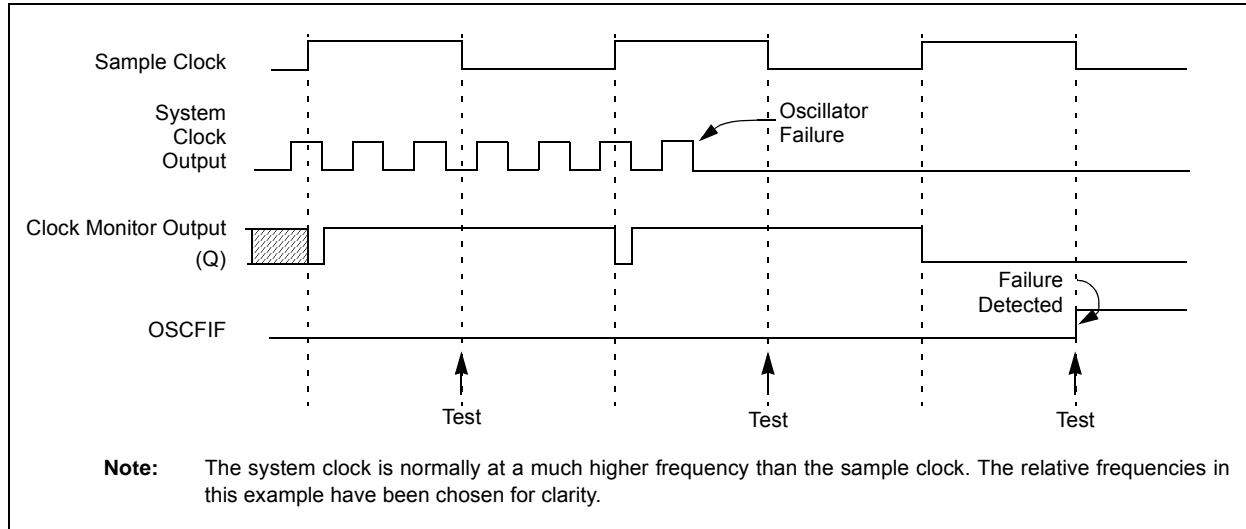 Sample Clock
System
Clock
Output
Oscillator
Failure
Clock Monitor Output
(Q)
Failure
Detected
OSCFIF
Test
Test
Test
Note: The system clock is normally at a much higher frequency than the sample clock. The relative frequencies in
this example have been chosen for clarity.